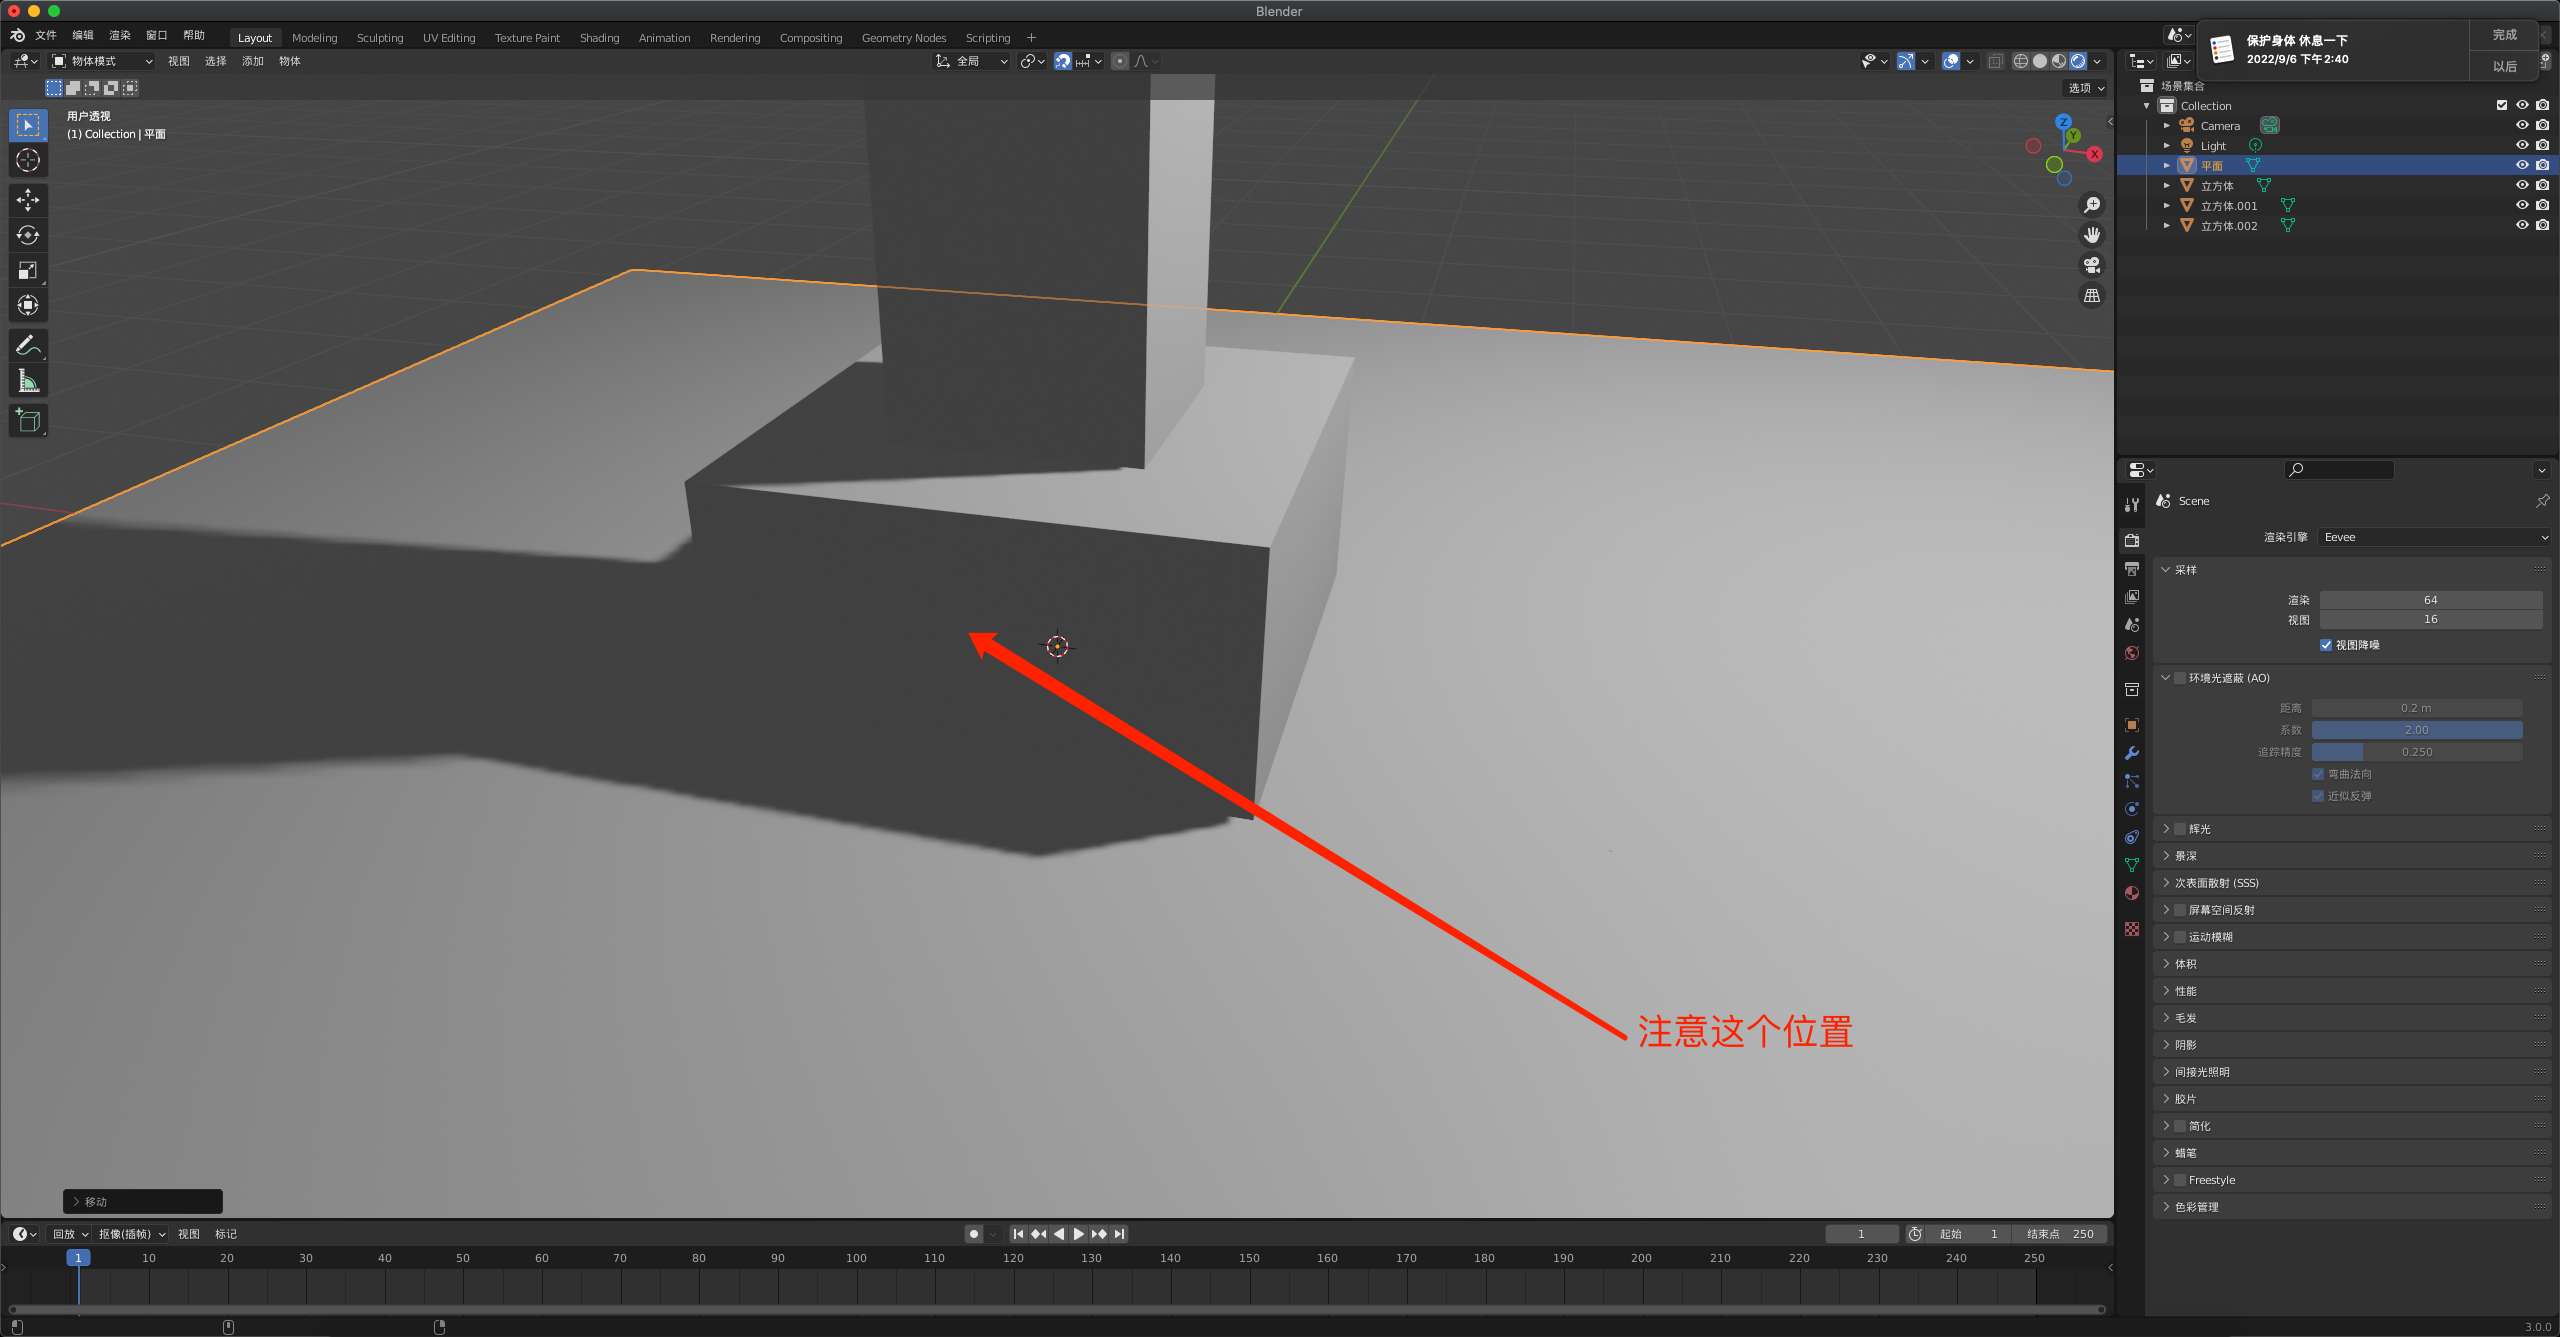 Blender
文件 编辑 渲染 窗口 帮助 Layout Modeling Sculpting UV Editing Texture Paint Shading Animation Rendering Compositing Geometry Nodes Scripting +
保护身体 休息一下
2022/9/6 下午2:40
完成
以后
物体模式 视图 选择 添加 物体 全局
选项
用户透视
(1) Collection | 平面
Z
Y
X
场景集合
Collection
Camera
Light
平面
立方体
立方体.001
立方体.002
Scene
渲染引擎 Eevee
采样
渲染 64
视图 16
视图降噪
环境光遮蔽 (AO)
距离 0.2 m
系数 2.00
追踪精度 0.250
弯曲法向
近似反弹
辉光
景深
次表面散射 (SSS)
屏幕空间反射
运动模糊
体积
性能
毛发
阴影
间接光照明
胶片
简化
蜡笔
Freestyle
色彩管理
注意这个位置
移动
回放 抠像(插帧) 视图 标记 1 起始 1 结束点 250
1 10 20 30 40 50 60 70 80 90 100 110 120 130 140 150 160 170 180 190 200 210 220 230 240 250
3.0.0